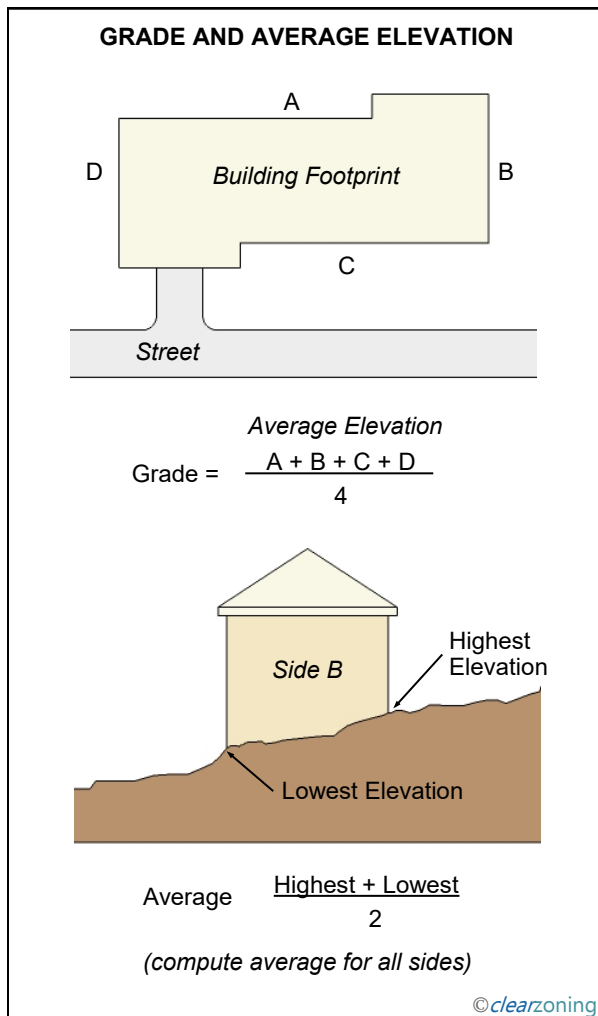 GRADE AND AVERAGE ELEVATION
A
D
Building Footprint
B
C
Street
Average Elevation
Grade = A + B + C + D
4
Highest
Elevation
Side B
Lowest Elevation
Average Highest + Lowest
2
(compute average for all sides)
©clearzoning